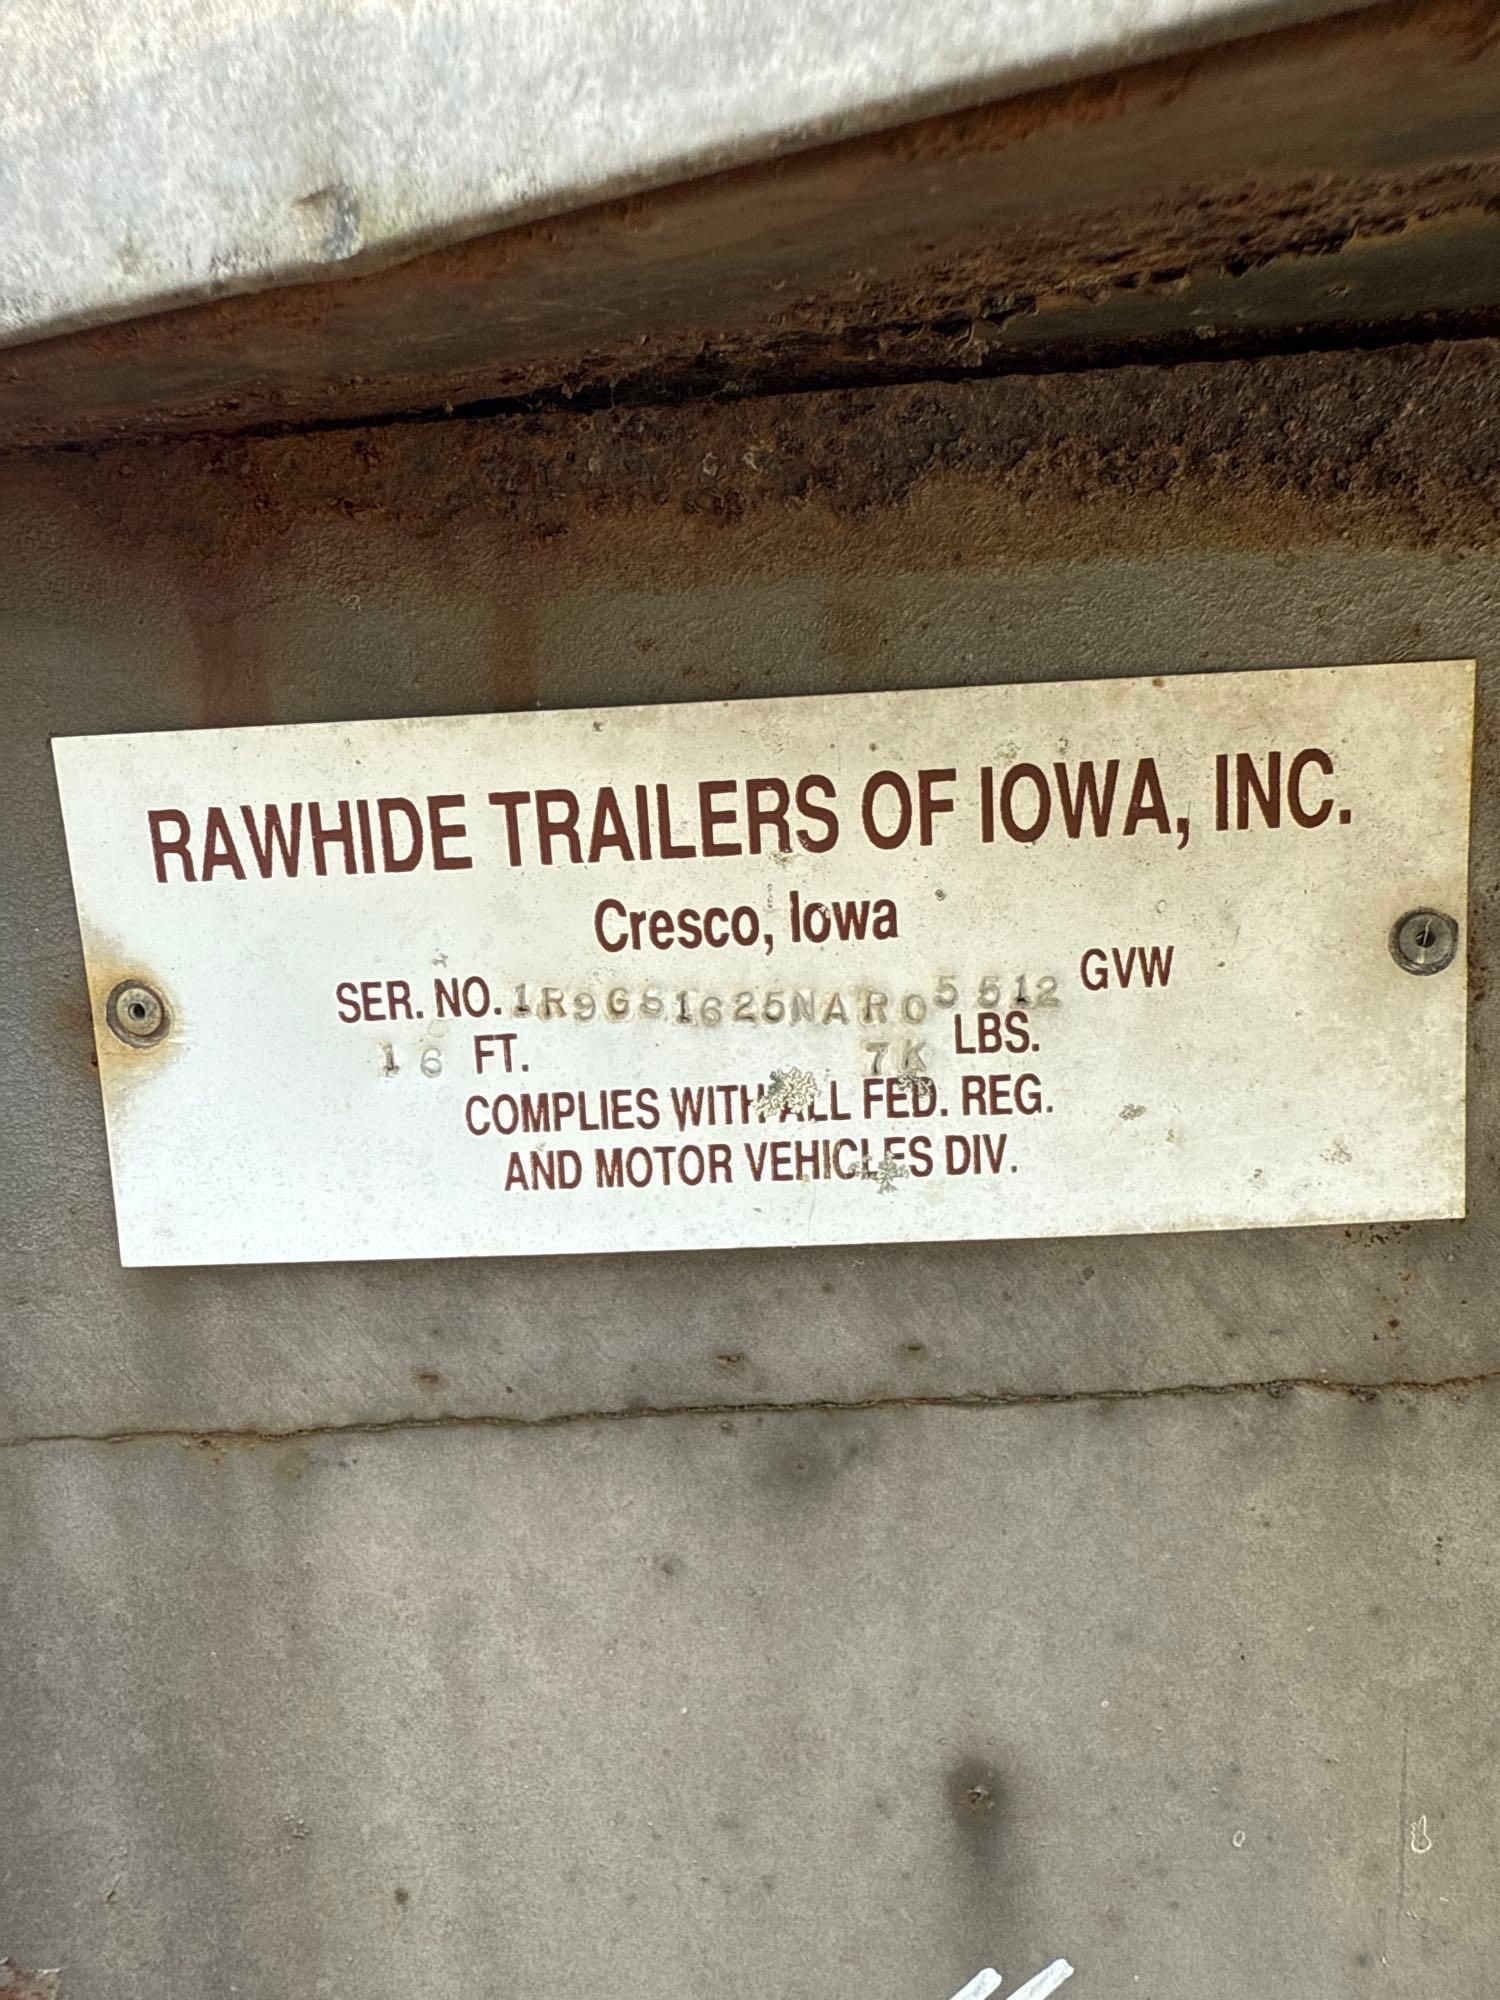 RAWHIDE TRAILERS OF IOWA, INC.
Cresco, Iowa
SER. NO. 1R9GS1625NAR05512 GVW
16 FT. 7K LBS.
COMPLIES WITH ALL FED. REG.
AND MOTOR VEHICLES DIV.